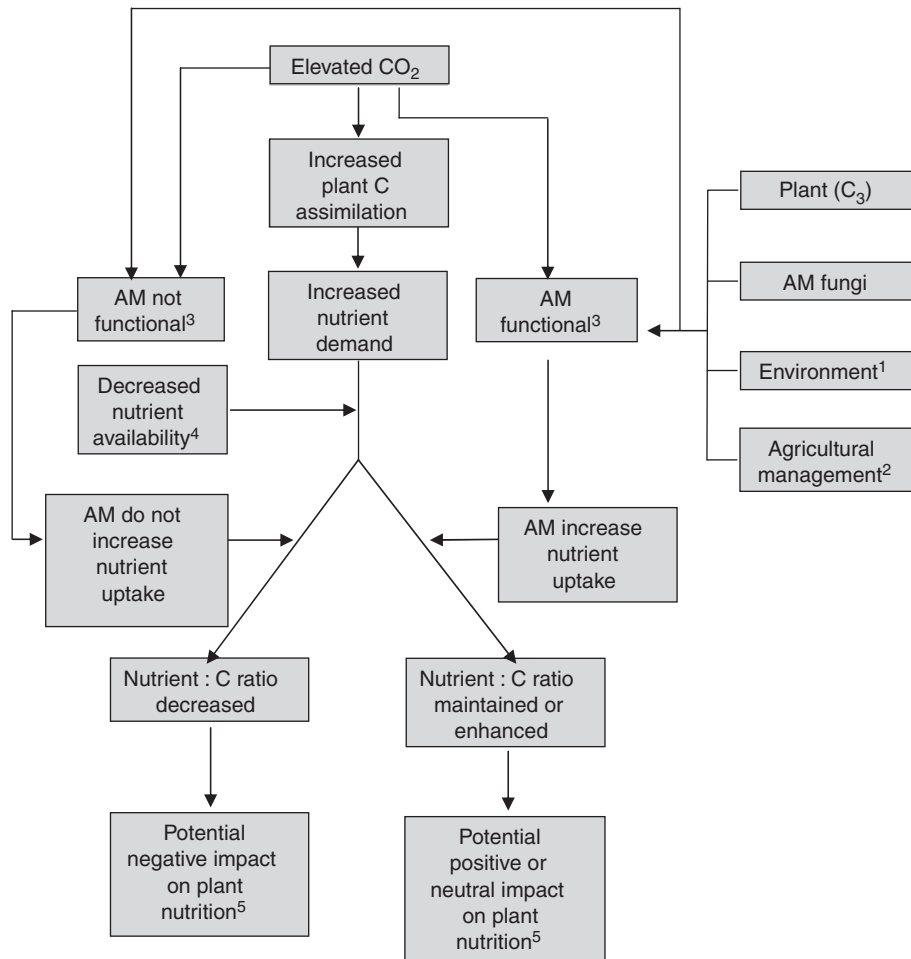 Elevated CO₂
Increased
plant C
assimilation
Plant (C₃)
AM not
functional³
Increased
nutrient
demand
AM
functional³
AM fungi
Environment¹
Decreased
nutrient
availability⁴
Agricultural
management²
AM do not
increase
nutrient
uptake
AM increase
nutrient
uptake
Nutrient : C ratio
decreased
Nutrient : C ratio
maintained or
enhanced
Potential
negative impact
on plant
nutrition⁵
Potential
positive or
neutral impact
on plant
nutrition⁵